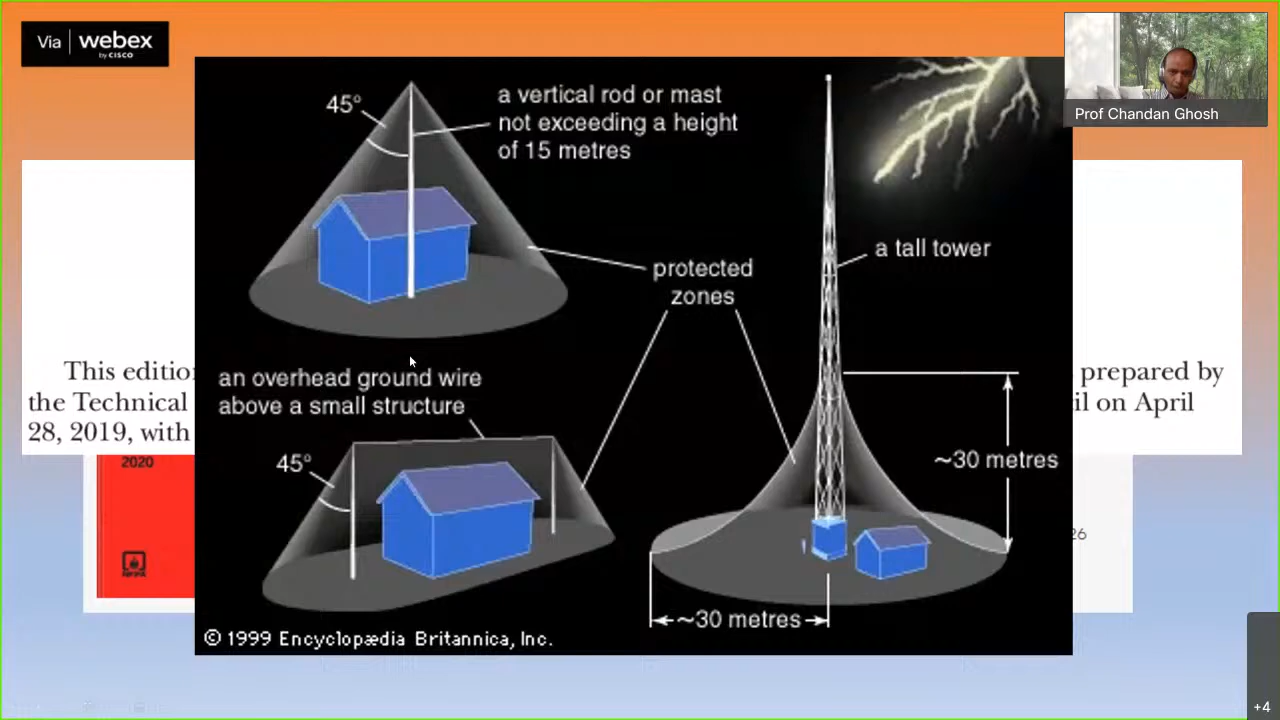 Via webex
by CISCO
Prof Chandan Ghosh
45°
a vertical rod or mast
not exceeding a height
of 15 metres
a tall tower
protected
zones
an overhead ground wire
above a small structure
45°
~30 metres
~30 metres
© 1999 Encyclopædia Britannica, Inc.
This edition
prepared by
the Technical
il on April
28, 2019, with
2020
NFPA
26
+4